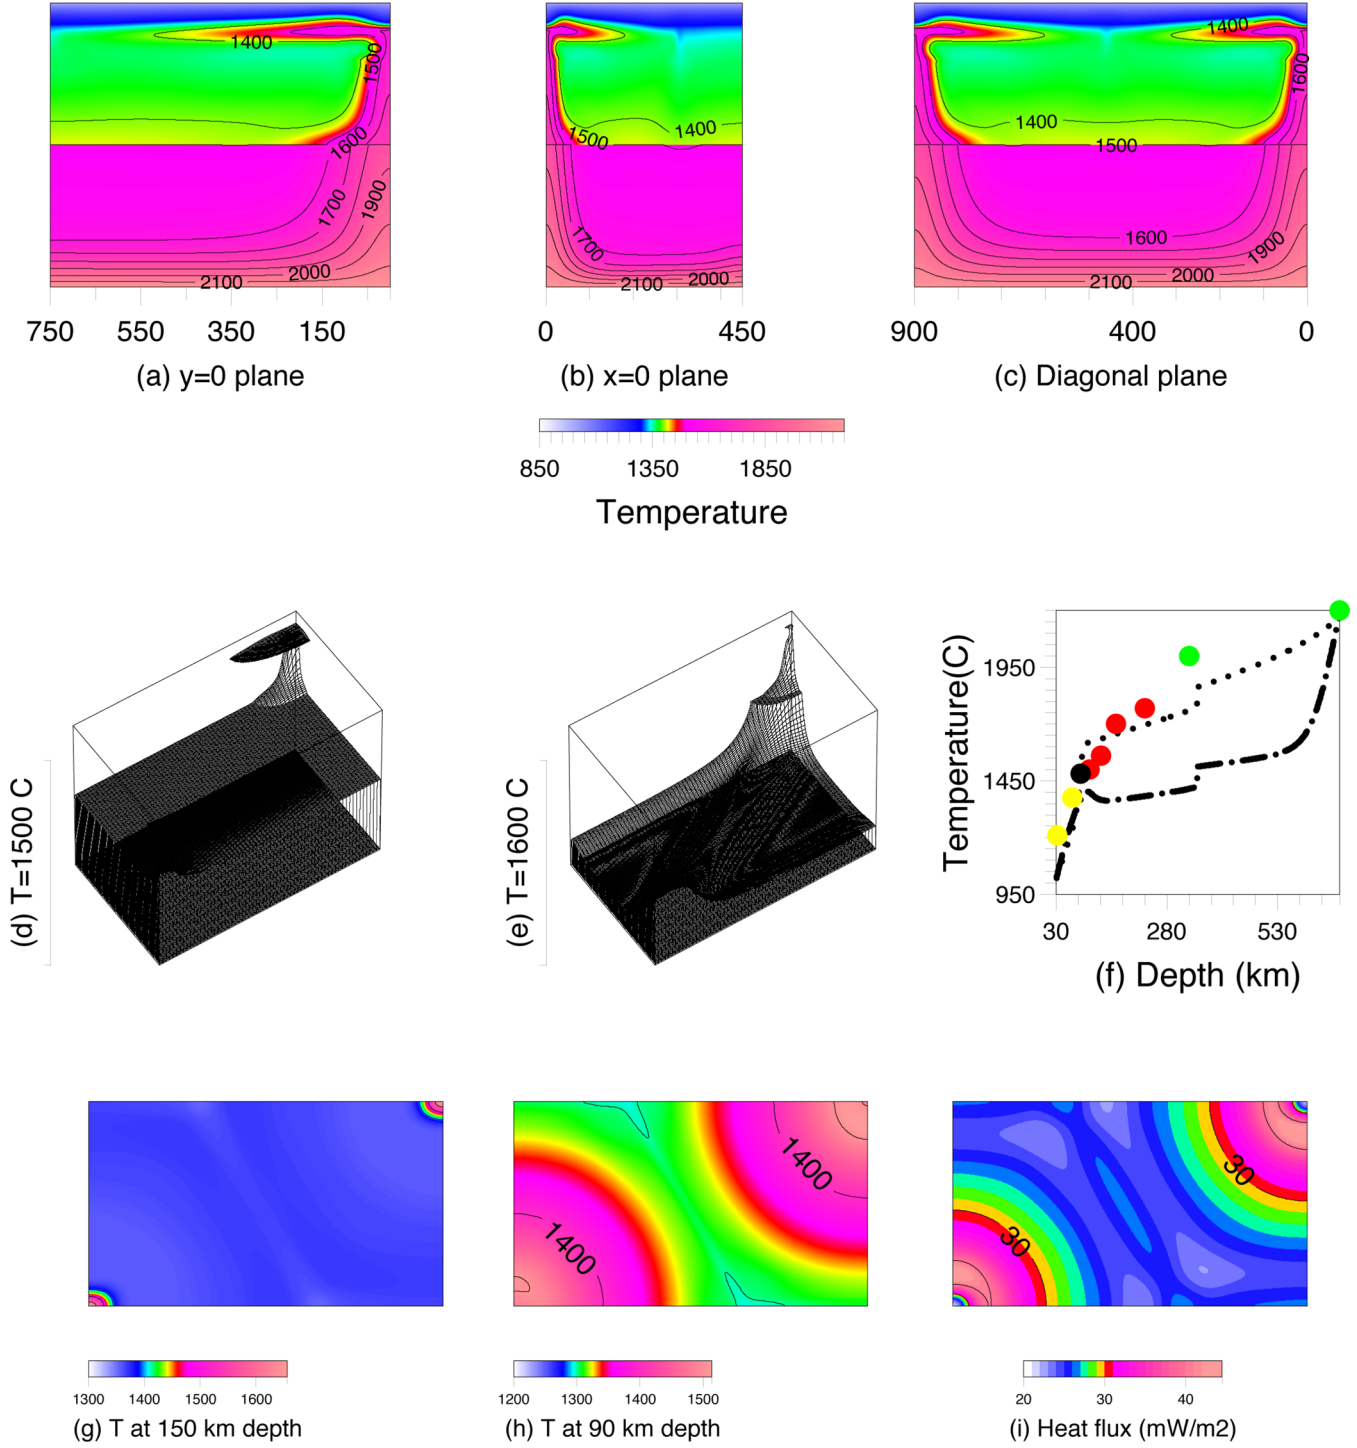 1400
1500
1600
1700
1900
2000
2100
750 550 350 150
(a) y=0 plane
1500
1400
1700
2000
2100
0 450
(b) x=0 plane
1400
1600
1400
1500
1600
1900
2000
2100
900 400 0
(c) Diagonal plane
850 1350 1850
Temperature
(d) T=1500 C
(e) T=1600 C
Temperature(C)
1950
1450
950
30 280 530
(f) Depth (km)
1400
1400
30
30
1300 1400 1500 1600
(g) T at 150 km depth
1200 1300 1400 1500
(h) T at 90 km depth
20 30 40
(i) Heat flux (mW/m2)